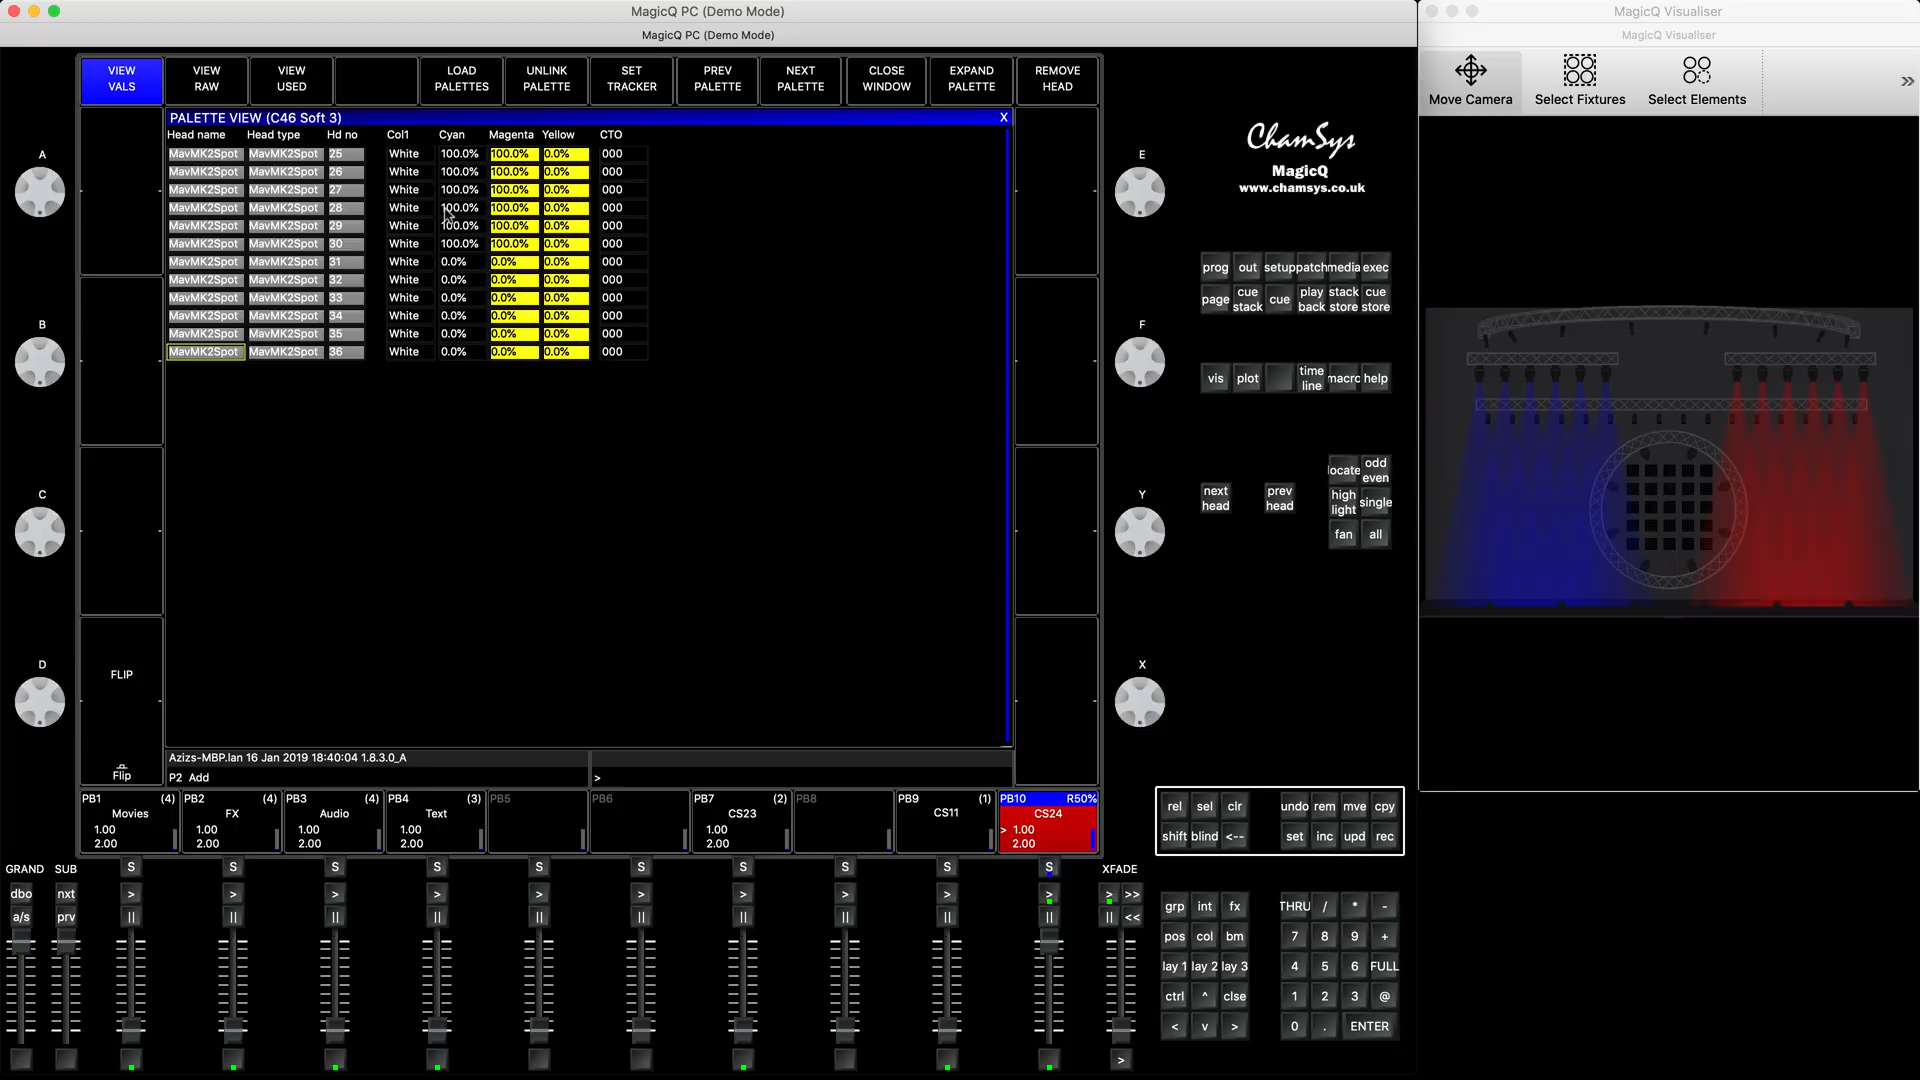 MagicQ PC (Demo Mode)
MagicQ PC (Demo Mode)
MagicQ Visualiser
MagicQ Visualiser
VIEW VALS
VIEW RAW
VIEW USED
LOAD PALETTES
UNLINK PALETTE
SET TRACKER
PREV PALETTE
NEXT PALETTE
CLOSE WINDOW
EXPAND PALETTE
REMOVE HEAD
Move Camera
Select Fixtures
Select Elements
»
PALETTE VIEW (C46 Soft 3) X
Head name Head type Hd no Col1 Cyan Magenta Yellow CTO
MavMK2Spot MavMK2Spot 25 White 100.0% 100.0% 0.0% 000
MavMK2Spot MavMK2Spot 26 White 100.0% 100.0% 0.0% 000
MavMK2Spot MavMK2Spot 27 White 100.0% 100.0% 0.0% 000
MavMK2Spot MavMK2Spot 28 White 100.0% 100.0% 0.0% 000
MavMK2Spot MavMK2Spot 29 White 100.0% 100.0% 0.0% 000
MavMK2Spot MavMK2Spot 30 White 100.0% 100.0% 0.0% 000
MavMK2Spot MavMK2Spot 31 White 0.0% 0.0% 0.0% 000
MavMK2Spot MavMK2Spot 32 White 0.0% 0.0% 0.0% 000
MavMK2Spot MavMK2Spot 33 White 0.0% 0.0% 0.0% 000
MavMK2Spot MavMK2Spot 34 White 0.0% 0.0% 0.0% 000
MavMK2Spot MavMK2Spot 35 White 0.0% 0.0% 0.0% 000
MavMK2Spot MavMK2Spot 36 White 0.0% 0.0% 0.0% 000
A
B
C
D
E
F
Y
X
FLIP
Flip
ChamSys
MagicQ
www.chamsys.co.uk
prog out setup patch media exec
page cue stack cue play back stack store cue store
vis plot time line macro help
next head prev head
locate odd even
high light single
fan all
Azizs-MBP.lan 16 Jan 2019 18:40:04 1.8.3.0_A
P2 Add >
PB1 (4) PB2 (4) PB3 (4) PB4 (3) PB5 PB6 PB7 (2) PB8 PB9 (1) PB10 R50%
Movies FX Audio Text CS23 CS11 CS24
1.00 1.00 1.00 1.00 1.00 > 1.00
2.00 2.00 2.00 2.00 2.00 2.00
rel sel clr undo rem mve cpy
shift blind <-- set inc upd rec
GRAND SUB S S S S S S S S S S XFADE
dbo nxt > > > > > > > > > > > >>
a/s prv || || || || || || || || || || || <<
grp int fx THRU / * -
pos col bm 7 8 9 +
lay 1 lay 2 lay 3 4 5 6 FULL
ctrl ^ clse 1 2 3 @
< v > 0 . ENTER
>